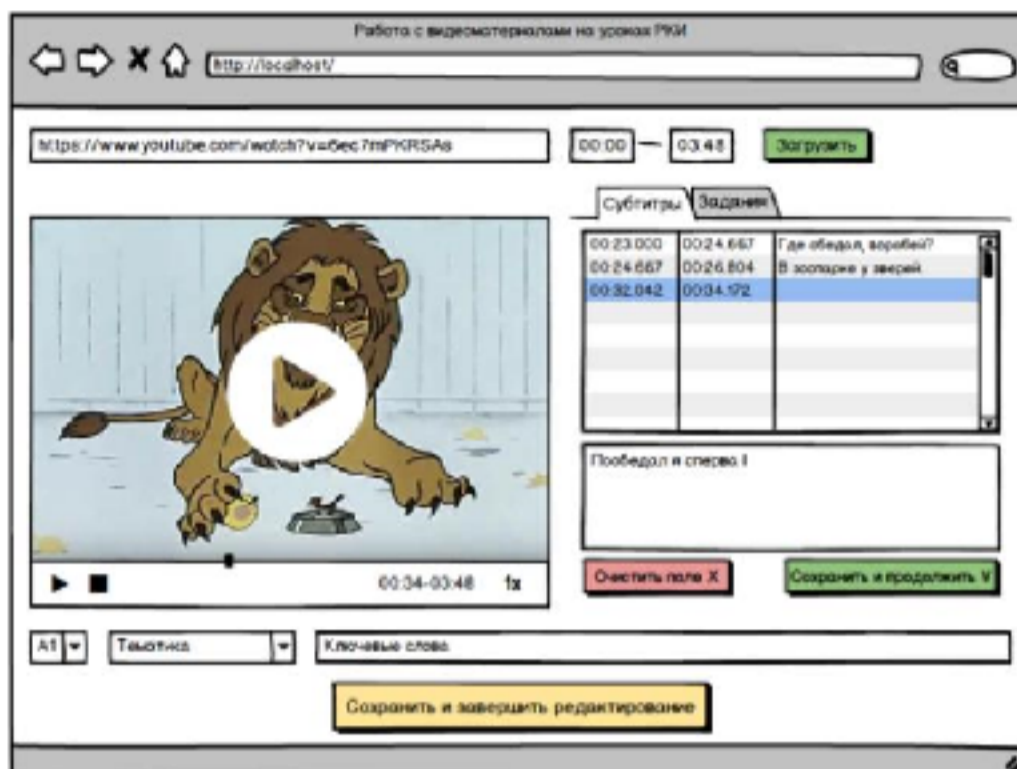 Работа с видеоматериалами на уроках РКИ
http://localhost/
https://www.youtube.com/watch?v=6ec7mPKRSAs
00:00 — 03:48 Загрузить
Субтитры Задания
00:23.000 00:24.667 Где обедал, воробей?
00:24.667 00:26.804 В зоопарке у зверей.
00:32.042 00:34.172
Пообедал я сперва
Очистить поле X Сохранить и продолжить V
00:34-03:48 1x
A1 Тематика Ключевые слова
Сохранить и завершить редактирование